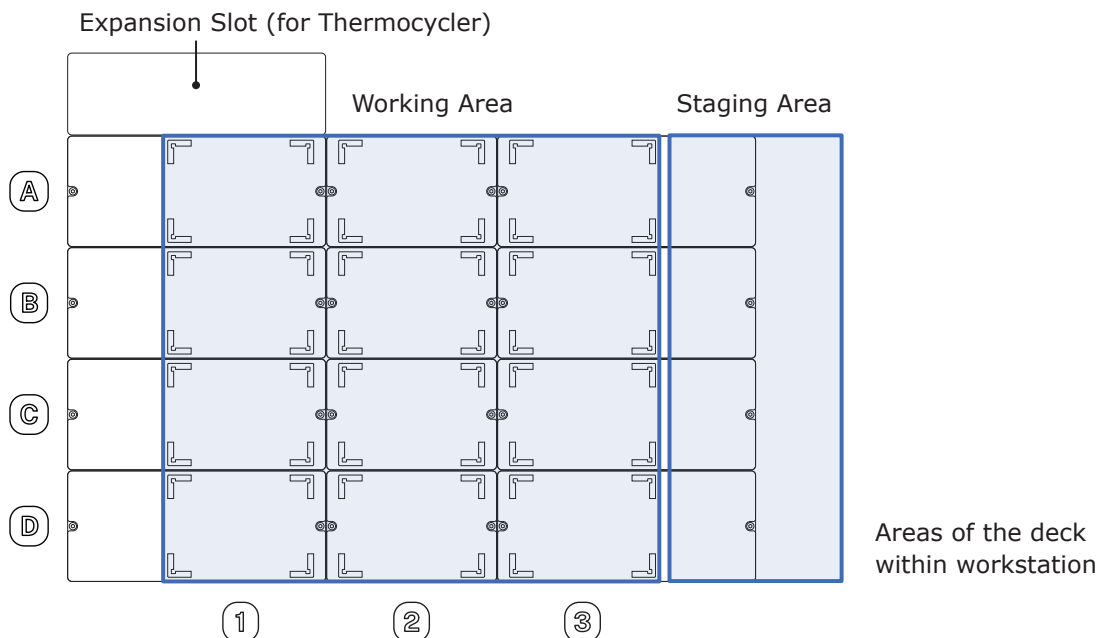 Expansion Slot (for Thermocycler)
Working Area
Staging Area
A
B
C
D
Areas of the deck
within workstation
1
2
3